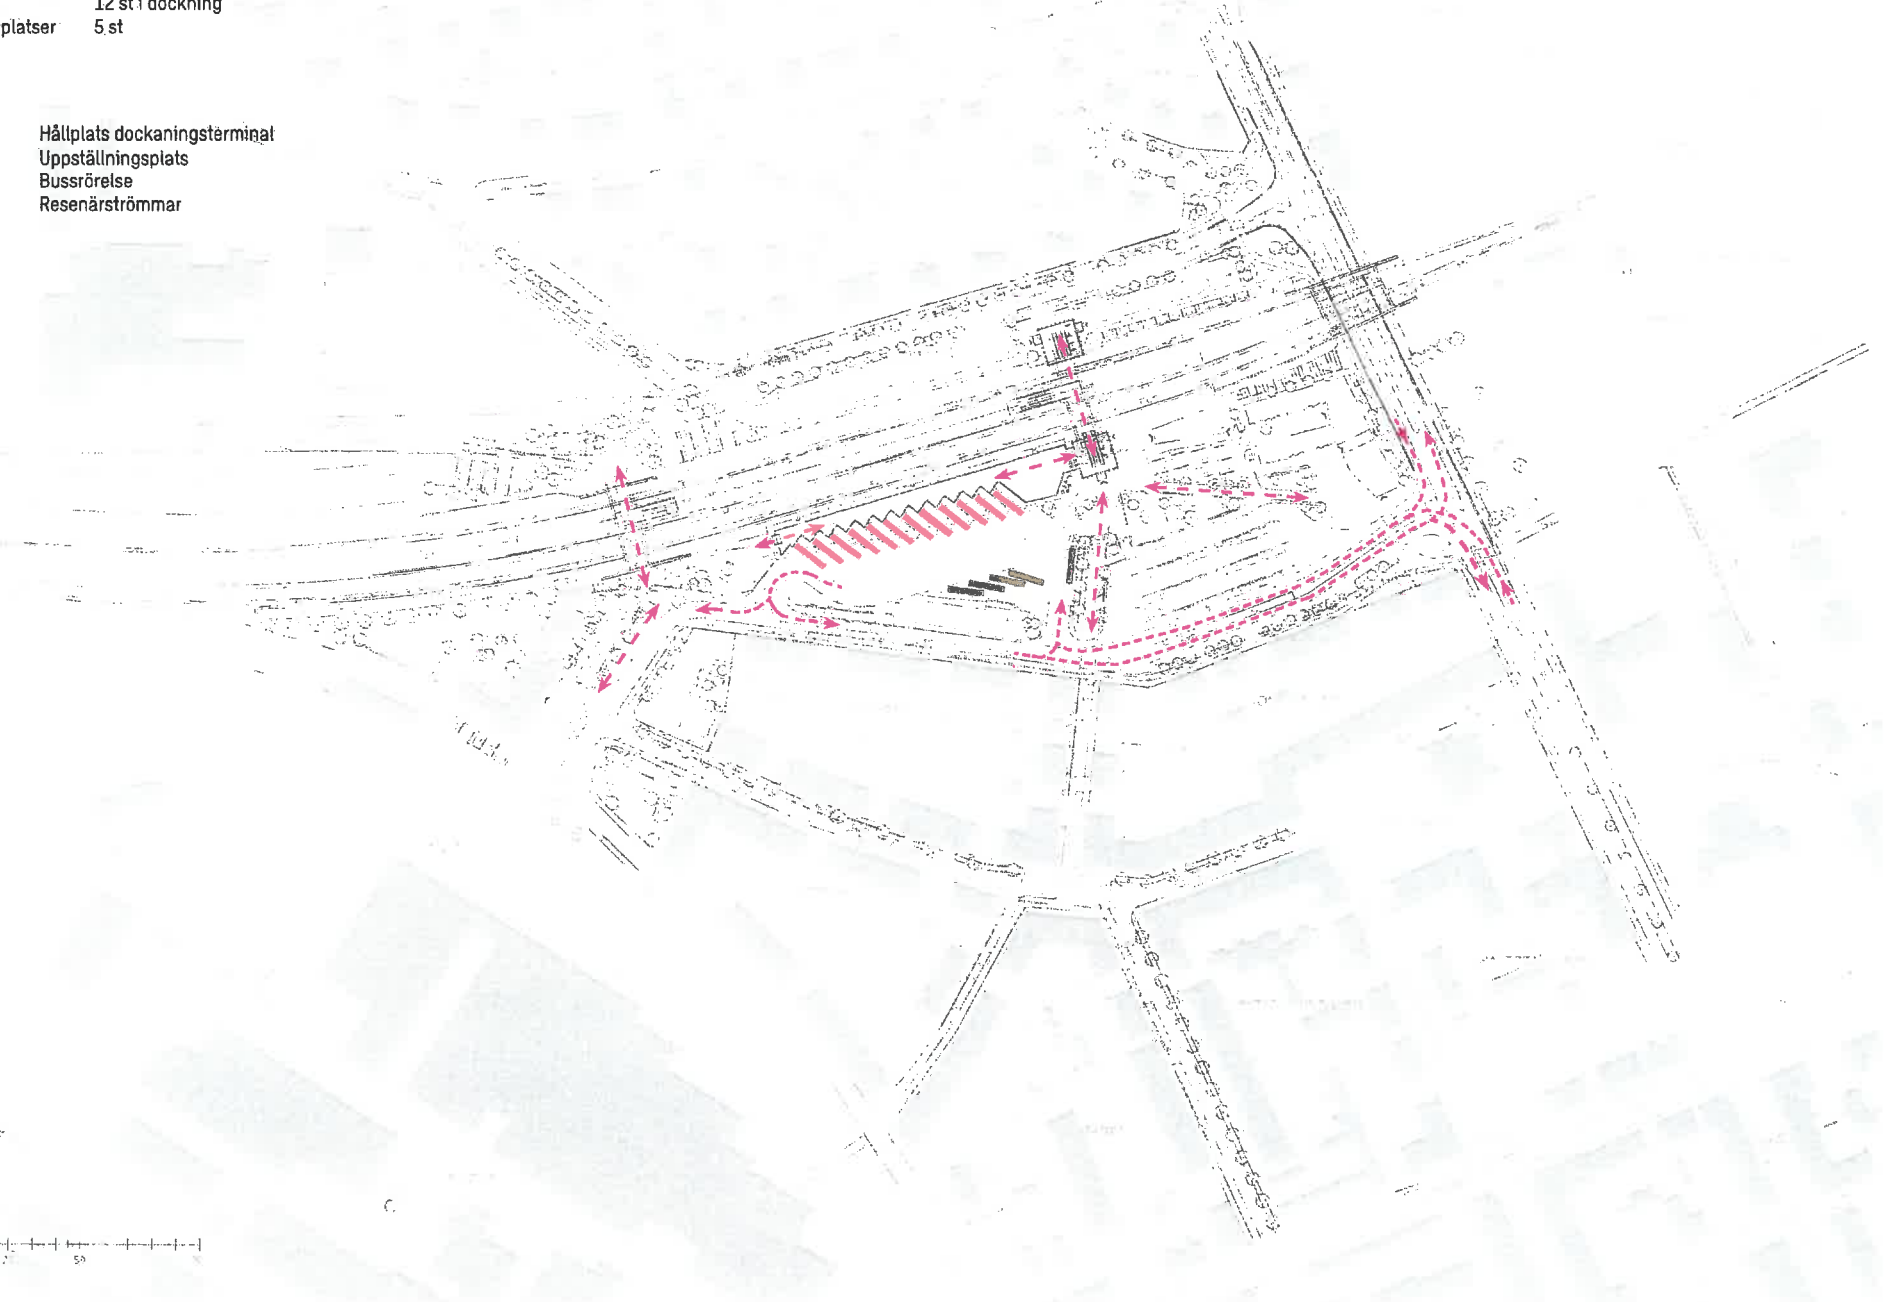 12 st i dockning
platser 5 st
Hållplats dockaningsterminal
Uppställningsplats
Bussrörelse
Resenärströmmar
50